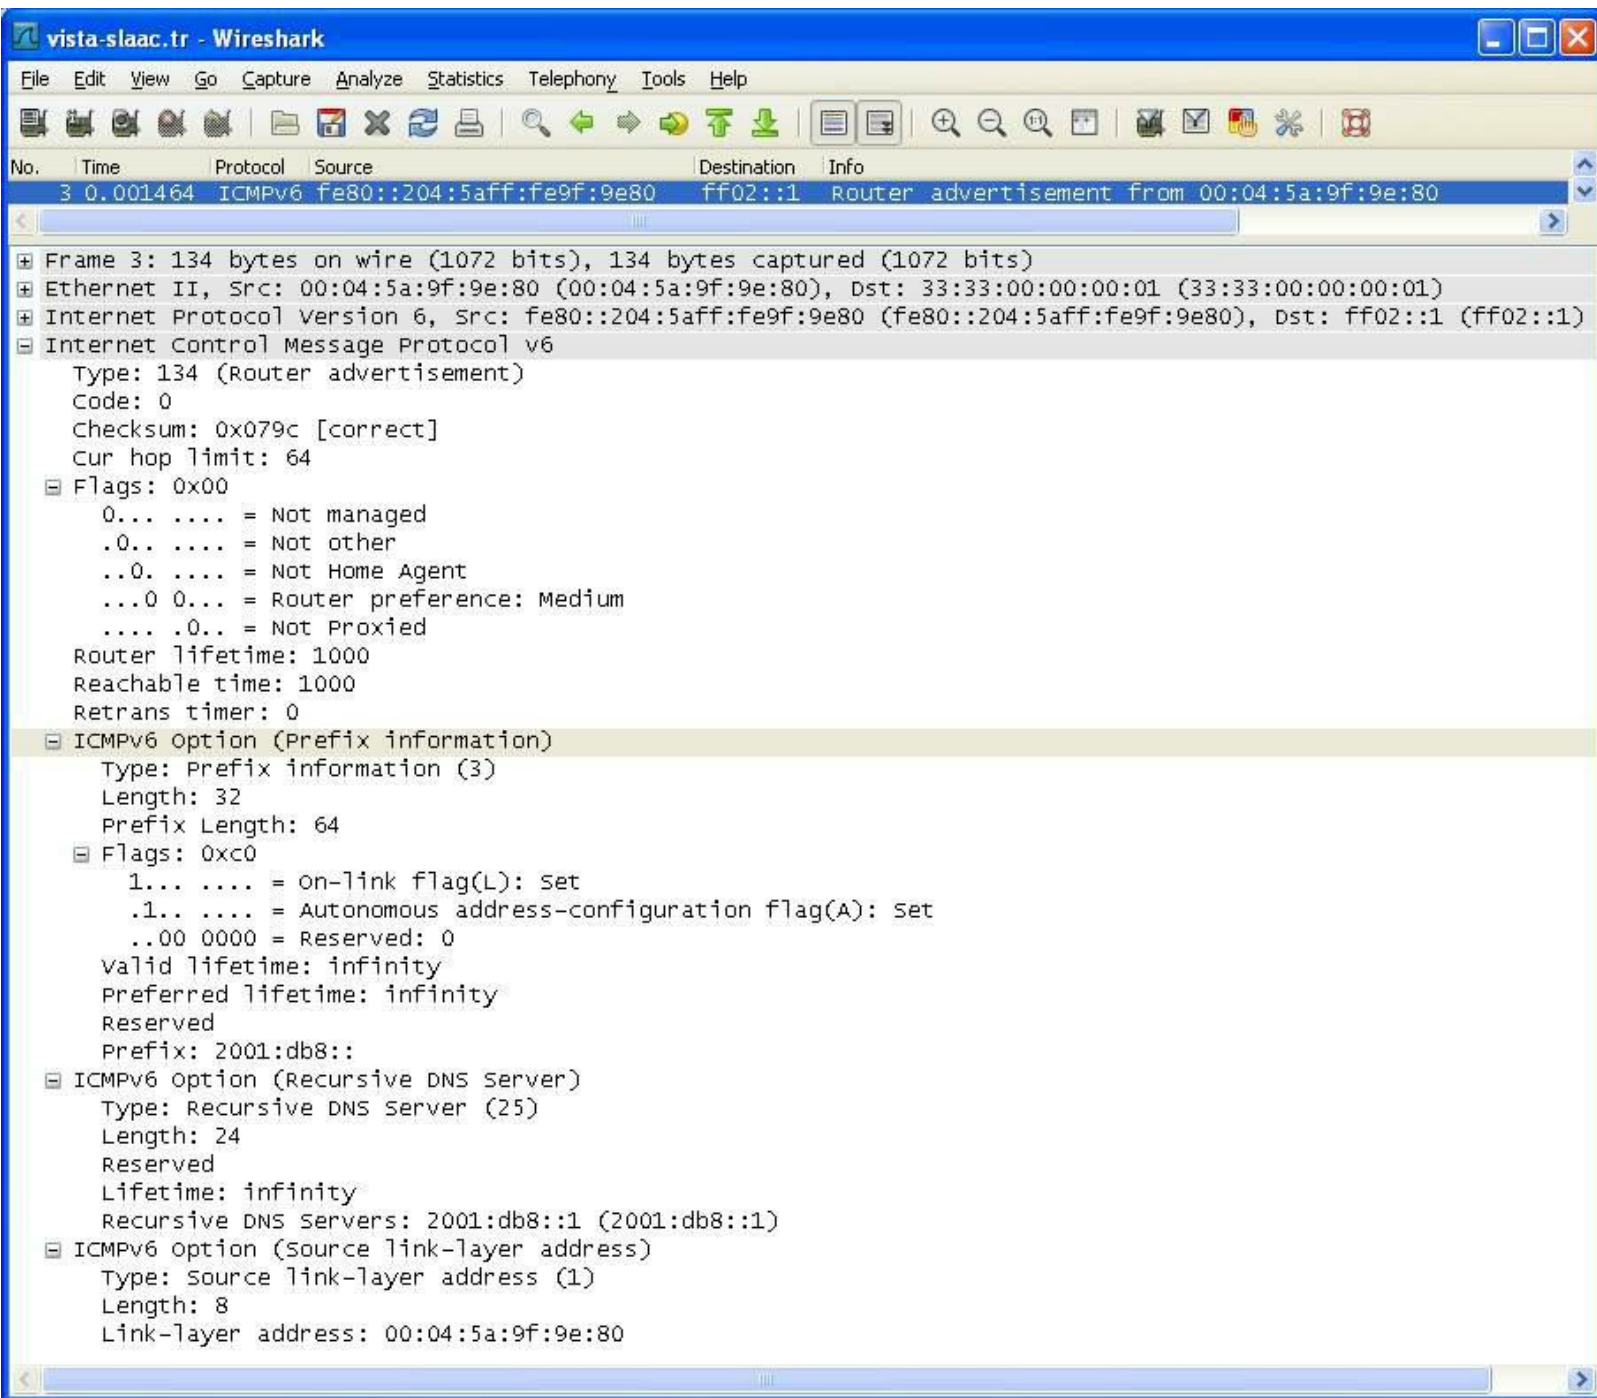 vista-slaac.tr - Wireshark
File Edit View Go Capture Analyze Statistics Telephony Tools Help
No. Time Protocol Source Destination Info
3 0.001464 ICMPv6 fe80::204:5aff:fe9f:9e80 ff02::1 Router advertisement from 00:04:5a:9f:9e:80
Frame 3: 134 bytes on wire (1072 bits), 134 bytes captured (1072 bits)
Ethernet II, Src: 00:04:5a:9f:9e:80 (00:04:5a:9f:9e:80), Dst: 33:33:00:00:00:01 (33:33:00:00:00:01)
Internet Protocol Version 6, Src: fe80::204:5aff:fe9f:9e80 (fe80::204:5aff:fe9f:9e80), Dst: ff02::1 (ff02::1)
Internet Control Message Protocol v6
Type: 134 (Router advertisement)
Code: 0
Checksum: 0x079c [correct]
Cur hop limit: 64
Flags: 0x00
0... .... = Not managed
.0.. .... = Not other
..0. .... = Not Home Agent
...0 0... = Router preference: Medium
.... .0.. = Not Proxied
Router lifetime: 1000
Reachable time: 1000
Retrans timer: 0
ICMPv6 Option (Prefix information)
Type: Prefix information (3)
Length: 32
Prefix Length: 64
Flags: 0xc0
1... .... = On-link flag(L): Set
.1.. .... = Autonomous address-configuration flag(A): Set
..00 0000 = Reserved: 0
Valid lifetime: infinity
Preferred lifetime: infinity
Reserved
Prefix: 2001:db8::
ICMPv6 Option (Recursive DNS Server)
Type: Recursive DNS Server (25)
Length: 24
Reserved
Lifetime: infinity
Recursive DNS Servers: 2001:db8::1 (2001:db8::1)
ICMPv6 Option (Source link-layer address)
Type: Source link-layer address (1)
Length: 8
Link-layer address: 00:04:5a:9f:9e:80